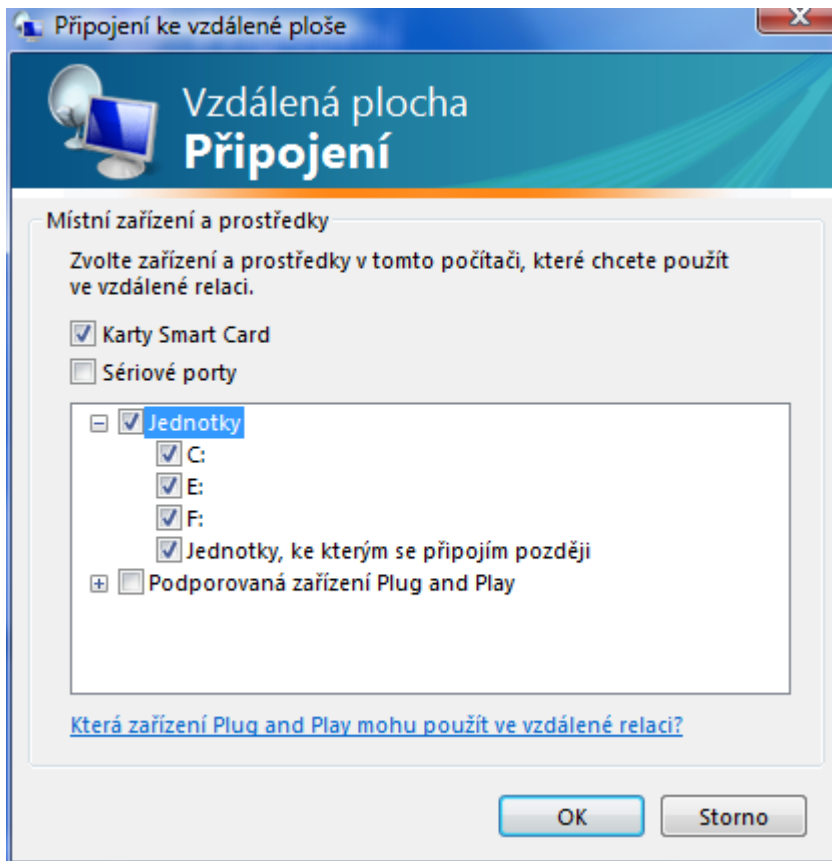 Připojení ke vzdálené ploše
Vzdálená plocha
Připojení
Místní zařízení a prostředky
Zvolte zařízení a prostředky v tomto počítači, které chcete použít
ve vzdálené relaci.
Karty Smart Card
Sériové porty
Jednotky
C:
E:
F:
Jednotky, ke kterým se připojím později
Podporovaná zařízení Plug and Play
Která zařízení Plug and Play mohu použít ve vzdálené relaci?
OK
Storno